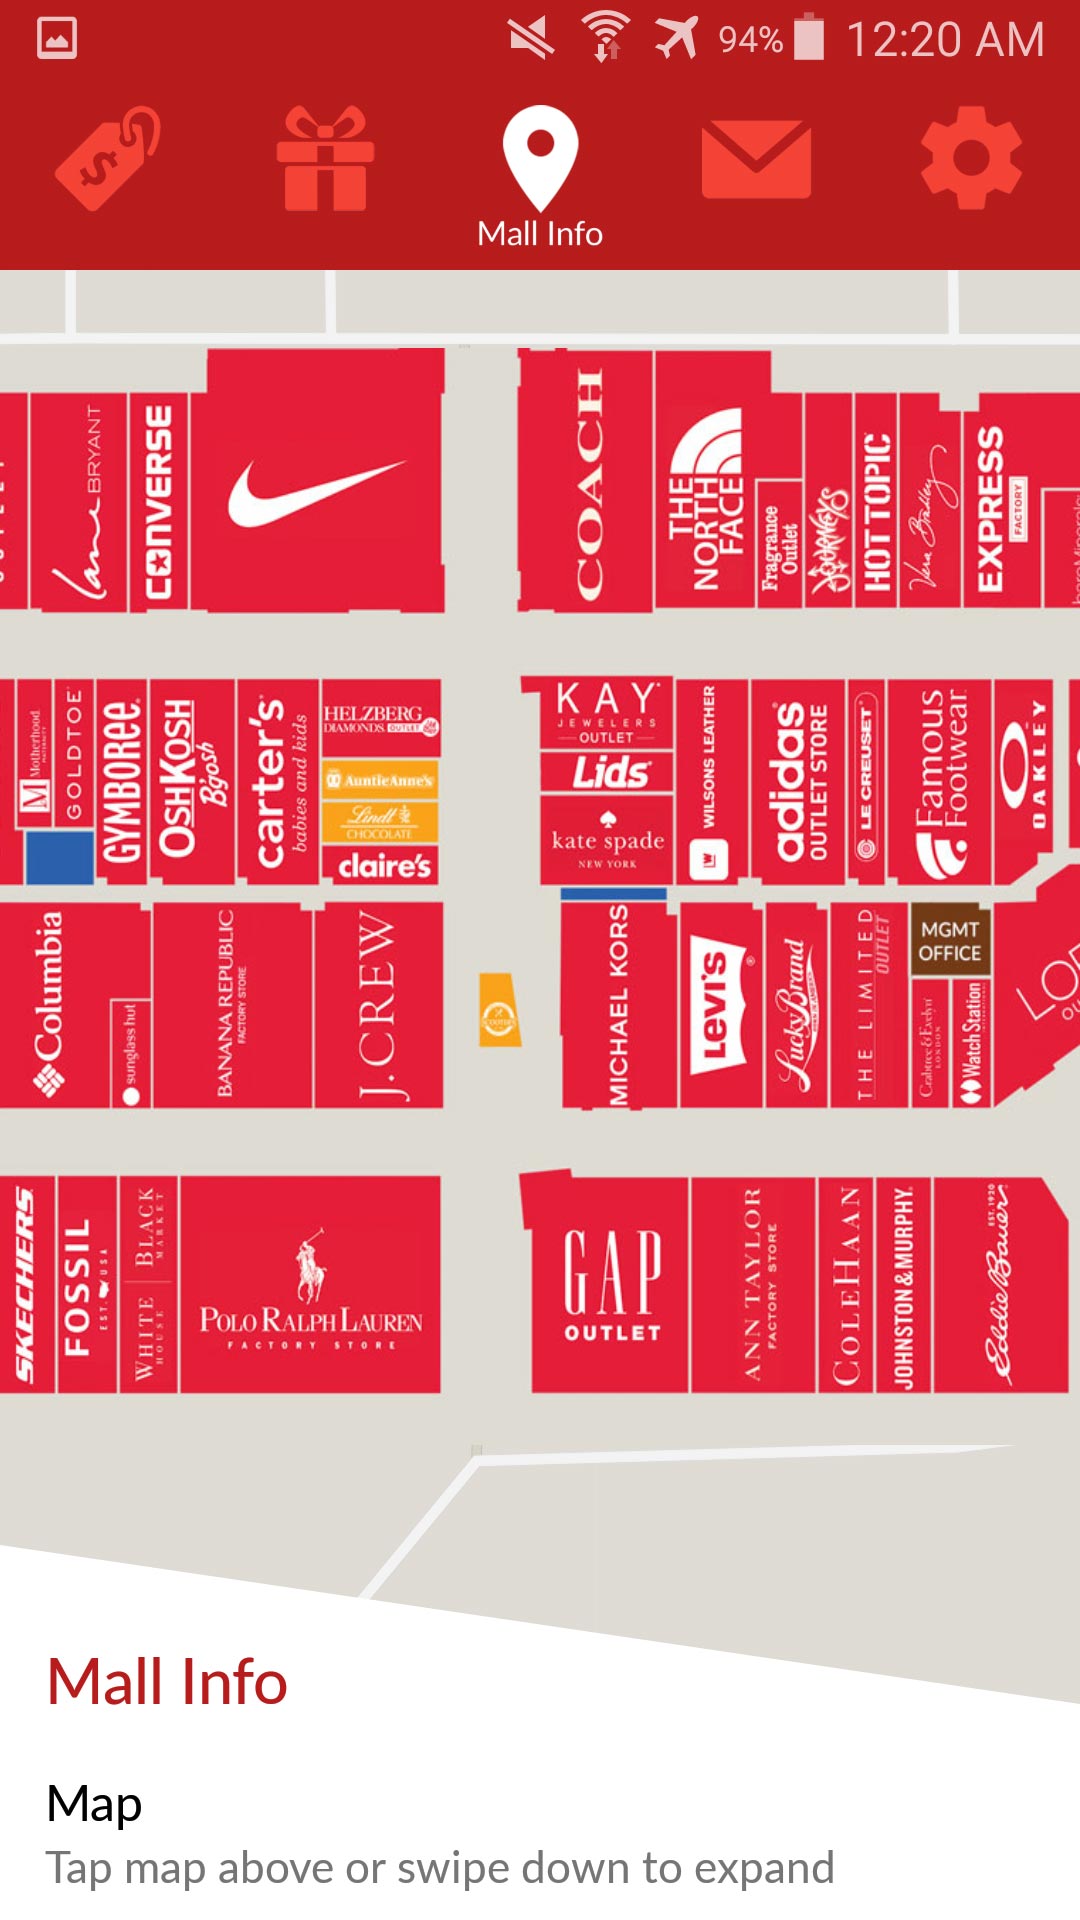 94% 12:20 AM
Mall Info
Lane BRYANT
CONVERSE
COACH
THE
NORTH
FACE
Fragrance
Outlet
JOURNEYS
HOT TOPIC
Vera Bradley
EXPRESS
FACTORY
Motherhood
MATERNITY
M
GOLDTOE
GYMBOREE
OSHKOSH
B'gosh
carter's
babies and kids
HELZBERG
DIAMONDS OUTLET
AuntieAnne's
Lindt
CHOCOLATE
claire's
KAY
JEWELERS
OUTLET
Lids
kate spade
NEW YORK
WILSONS LEATHER
adidas
OUTLET STORE
LE CREUSET
Famous
Footwear
OAKLEY
Columbia
sunglass hut
BANANA REPUBLIC
FACTORY STORE
J.CREW
MICHAEL KORS
LEVI'S
Lucky Brand
THE LIMITED
OUTLET
MGMT
OFFICE
Crabtree & Evelyn
LONDON
Watch Station
SKECHERS
FOSSIL
EST. USA
WHITE BLACK
HOUSE MARKET
POLO RALPH LAUREN
FACTORY STORE
GAP
OUTLET
ANN TAYLOR
FACTORY STORE
COLE HAAN
JOHNSTON & MURPHY.
EST. 1920
Eddie Bauer
Mall Info
Map
Tap map above or swipe down to expand